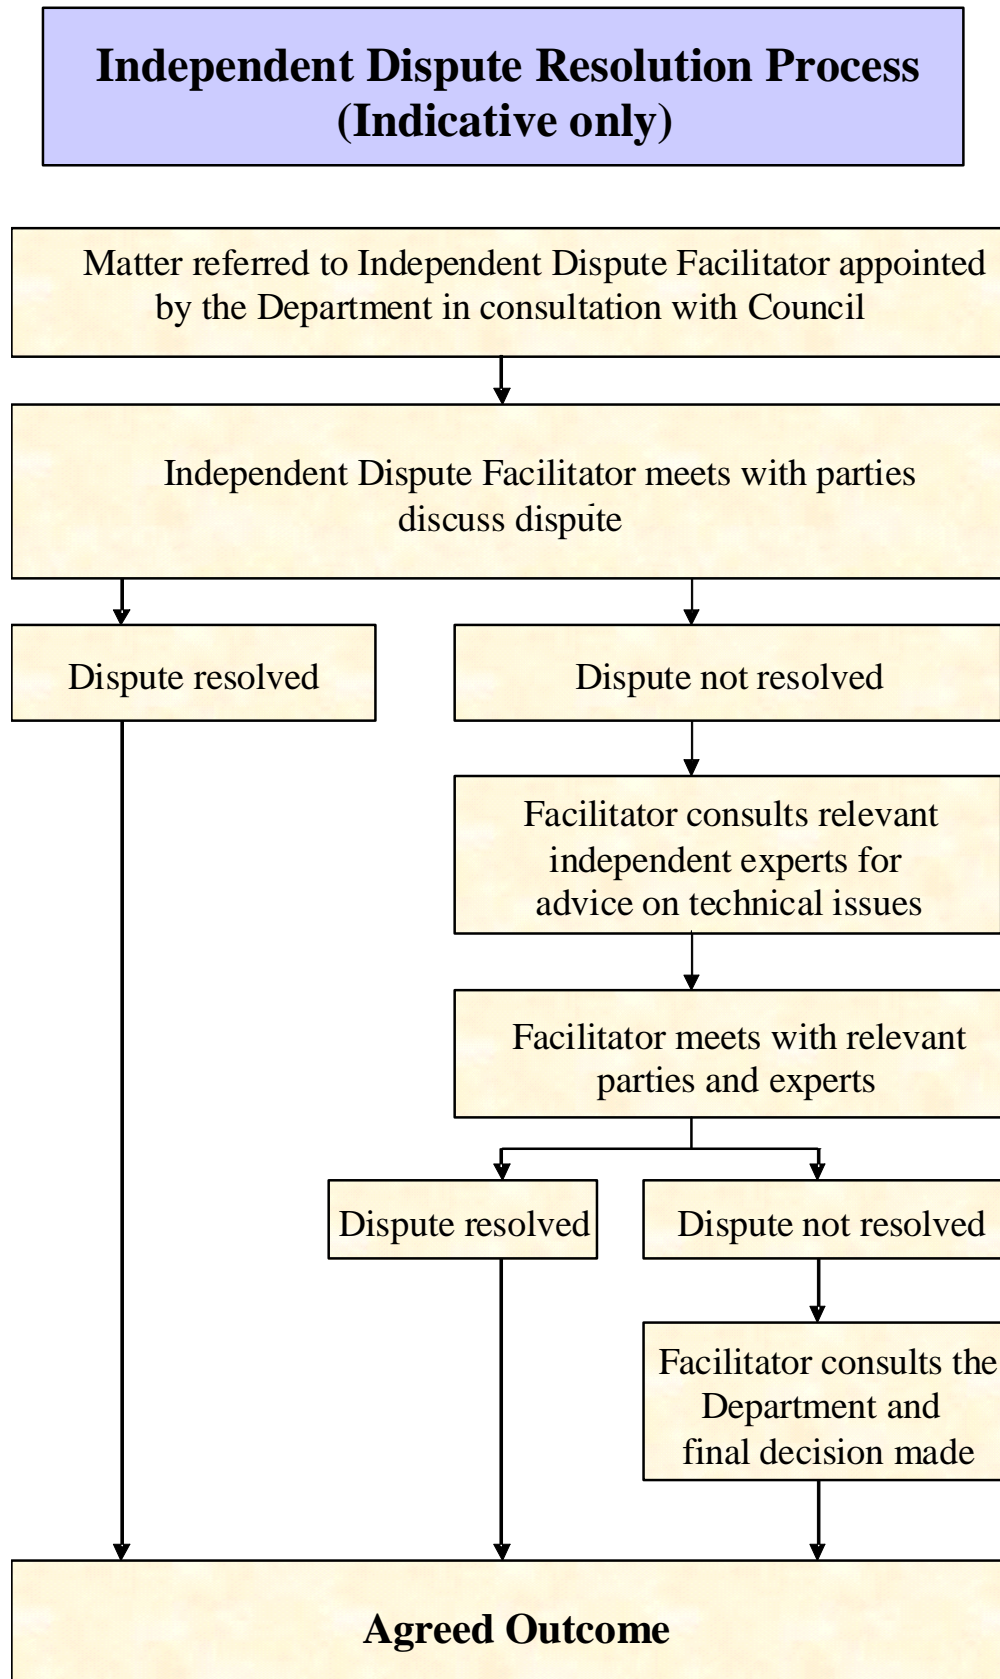 Independent Dispute Resolution Process
(Indicative only)
Matter referred to Independent Dispute Facilitator appointed
by the Department in consultation with Council
Independent Dispute Facilitator meets with parties
discuss dispute
Dispute resolved
Dispute not resolved
Facilitator consults relevant
independent experts for
advice on technical issues
Facilitator meets with relevant
parties and experts
Dispute resolved
Dispute not resolved
Facilitator consults the
Department and
final decision made
Agreed Outcome